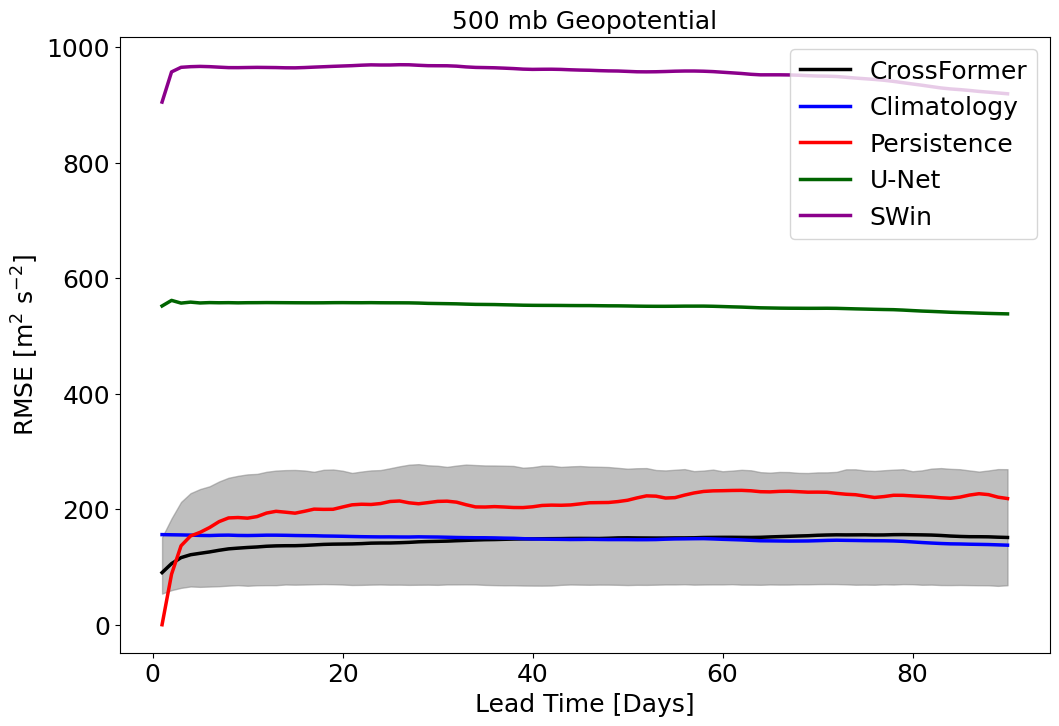 500 mb Geopotential
1000
800
600
400
200
0
RMSE [m² s⁻²]
CrossFormer
Climatology
Persistence
U-Net
SWin
0 20 40 60 80
Lead Time [Days]